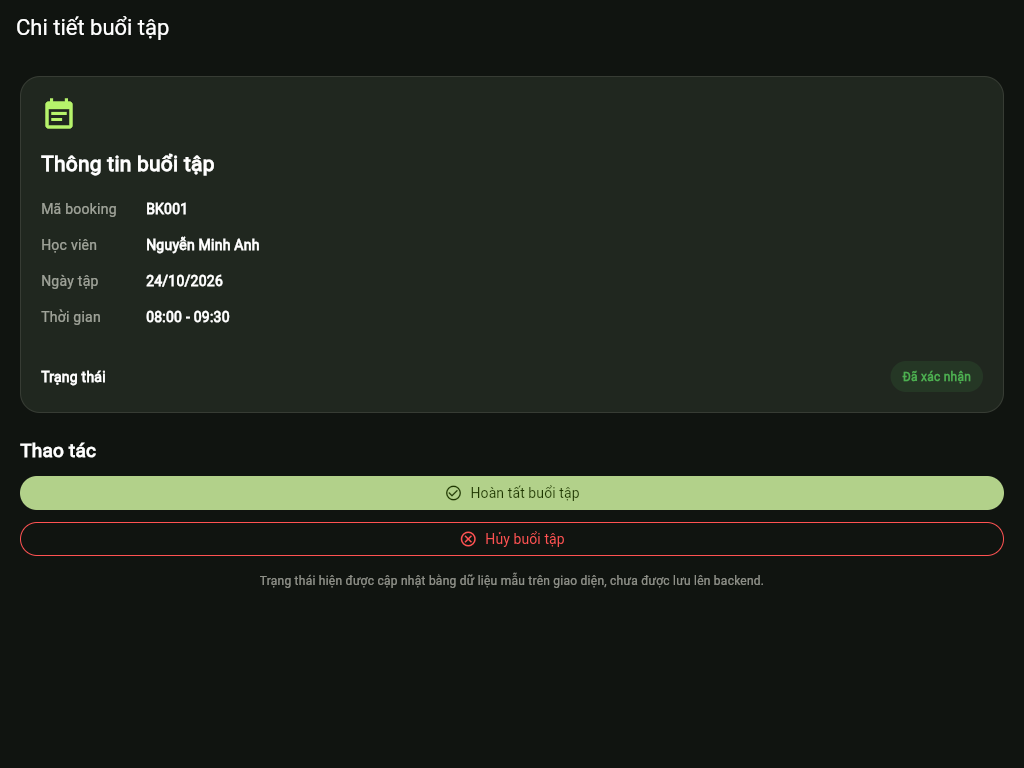 Chi tiết buổi tập
Thông tin buổi tập
Mã booking BK001
Học viên Nguyễn Minh Anh
Ngày tập 24/10/2026
Thời gian 08:00 - 09:30
Trạng thái Đã xác nhận
Thao tác
Hoàn tất buổi tập
Hủy buổi tập
Trạng thái hiện được cập nhật bằng dữ liệu mẫu trên giao diện, chưa được lưu lên backend.